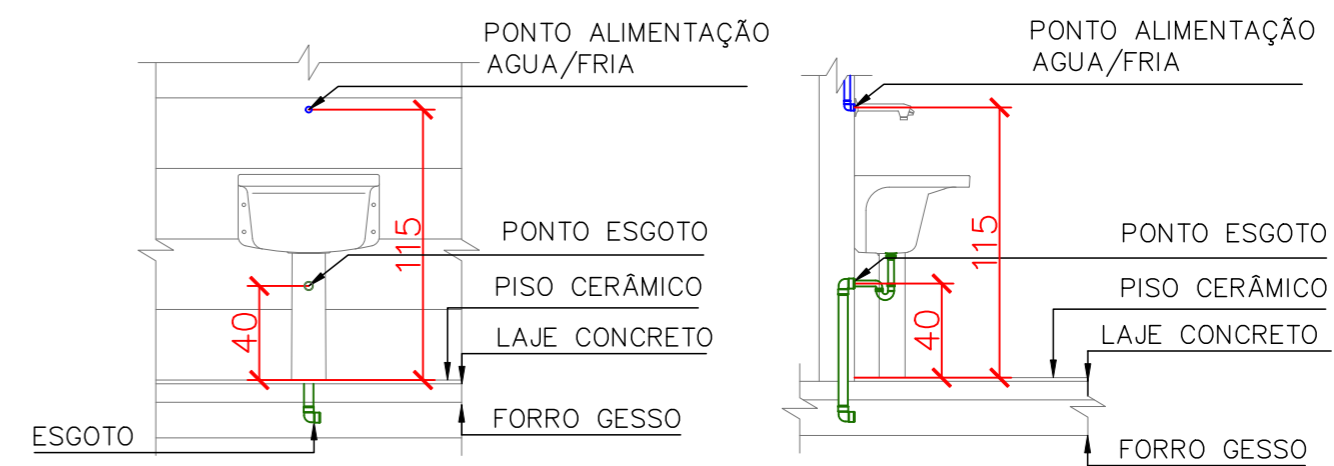 PONTO ALIMENTAÇÃO
AGUA/FRIA
PONTO ESGOTO
115
PISO CERÂMICO
40
LAJE CONCRETO
FORRO GESSO
ESGOTO
PONTO ALIMENTAÇÃO
AGUA/FRIA
PONTO ESGOTO
115
PISO CERÂMICO
40
LAJE CONCRETO
FORRO GESSO